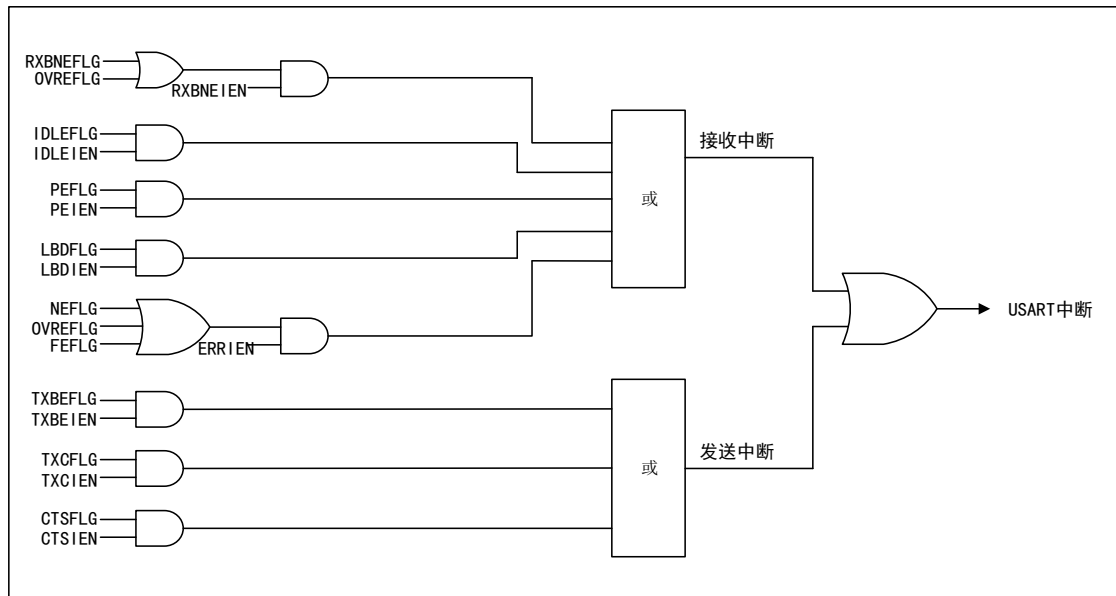 RXBNEFLG
OVREFLG
RXBNEIEN
IDLEFLG
IDLEIEN
PEFLG
PEIEN
LBDFLG
LBDIEN
NEFLG
OVREFLG
FEFLG
ERRIEN
或
接收中断
TXBEFLG
TXBEIEN
TXCFLG
TXCIEN
CTSFLG
CTSIEN
或
发送中断
USART中断